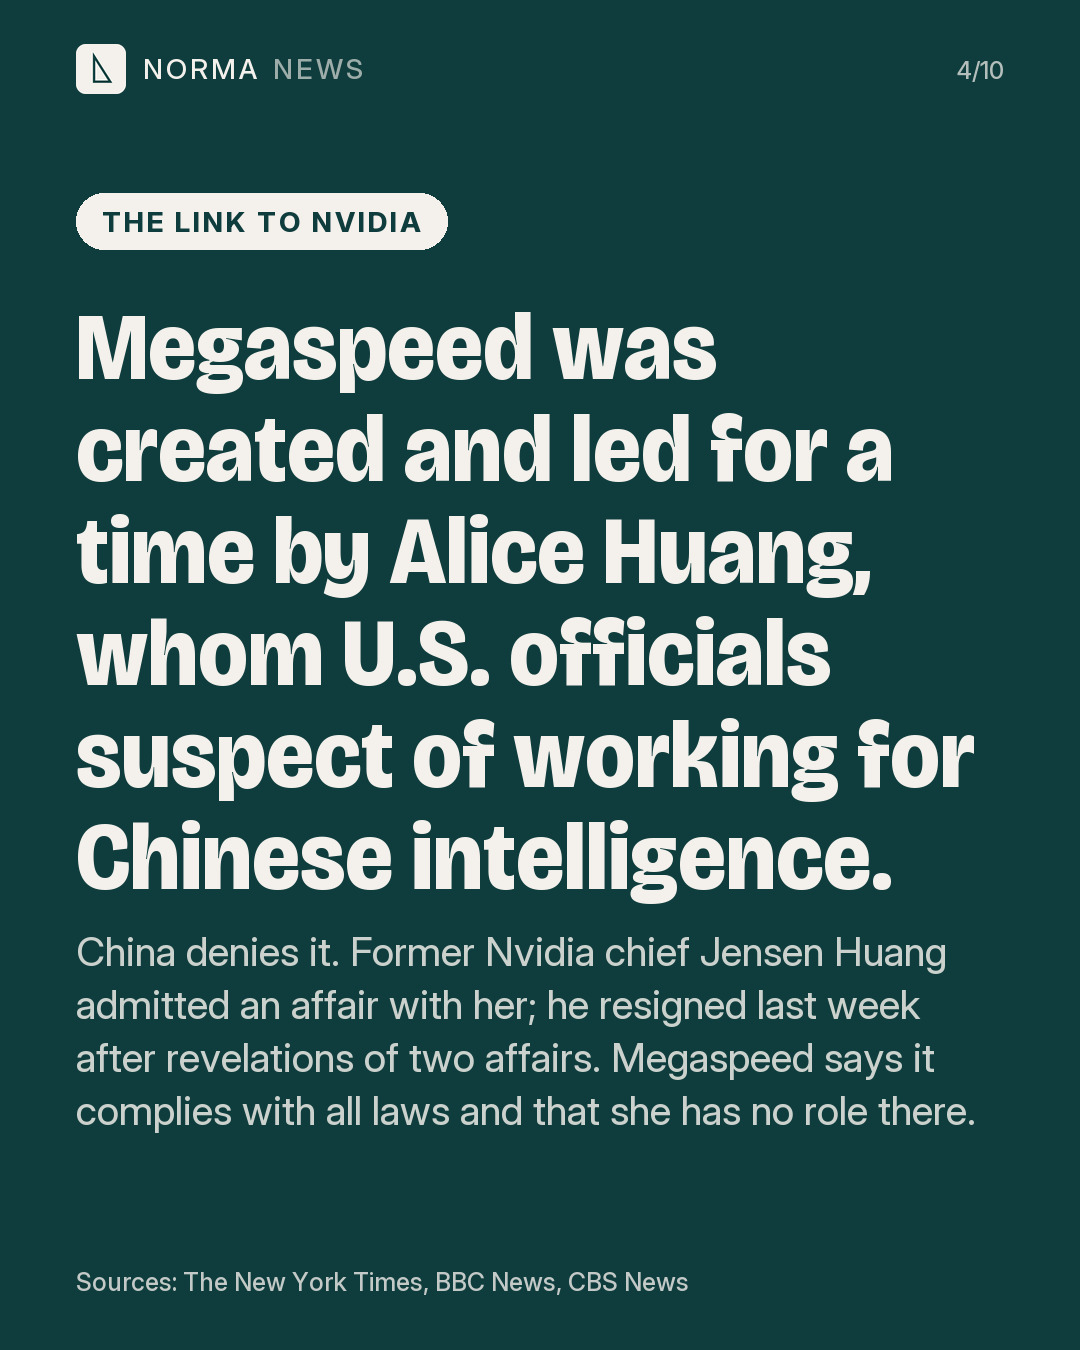 NORMA NEWS
4/10
THE LINK TO NVIDIA
Megaspeed was
created and led for a
time by Alice Huang,
whom U.S. officials
suspect of working for
Chinese intelligence.
China denies it. Former Nvidia chief Jensen Huang
admitted an affair with her; he resigned last week
after revelations of two affairs. Megaspeed says it
complies with all laws and that she has no role there.
Sources: The New York Times, BBC News, CBS News